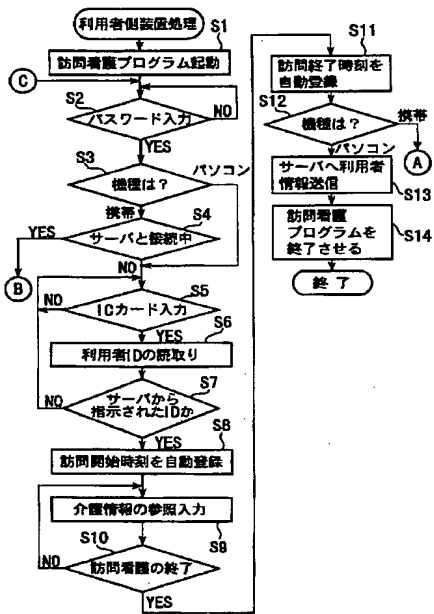 利用者側装置処理
S1
訪問看護プログラム起動
C
S2
パスワード入力
NO
YES
S3
機種は?
パソコン
携帯
S4
サーバと接続中
YES
NO
B
S5
ICカード入力
NO
YES
S6
利用者IDの読取り
S7
サーバから
指示されたIDか
NO
YES
S8
訪問開始時刻を自動登録
介護情報の参照入力
S9
S10
訪問看護の終了
NO
YES
S11
訪問終了時刻を
自動登録
S12
機種は?
携帯
A
パソコン
サーバへ利用者
情報送信
S13
訪問看護
プログラムを
終了させる
S14
終了